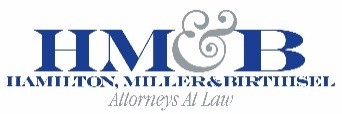 HM&B
HAMILTON, MILLER & BIRTHISEL
Attorneys At Law